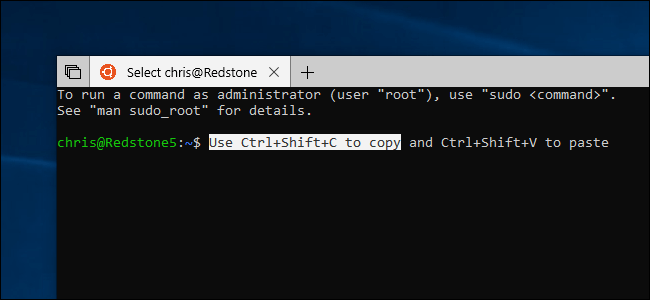 Select chris@Redstone
To run a command as administrator (user "root"), use "sudo <command>".
See "man sudo_root" for details.
chris@Redstone5:~$ Use Ctrl+Shift+C to copy and Ctrl+Shift+V to paste